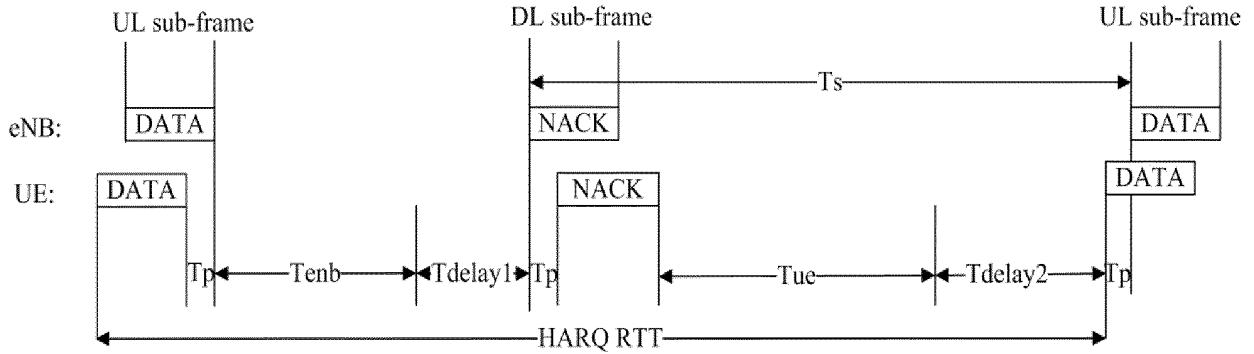 UL sub-frame
DL sub-frame
UL sub-frame
Ts
eNB:
DATA
NACK
DATA
UE:
DATA
NACK
DATA
Tp
Tenb
Tdelay1
Tp
Tue
Tdelay2
Tp
HARQ RTT